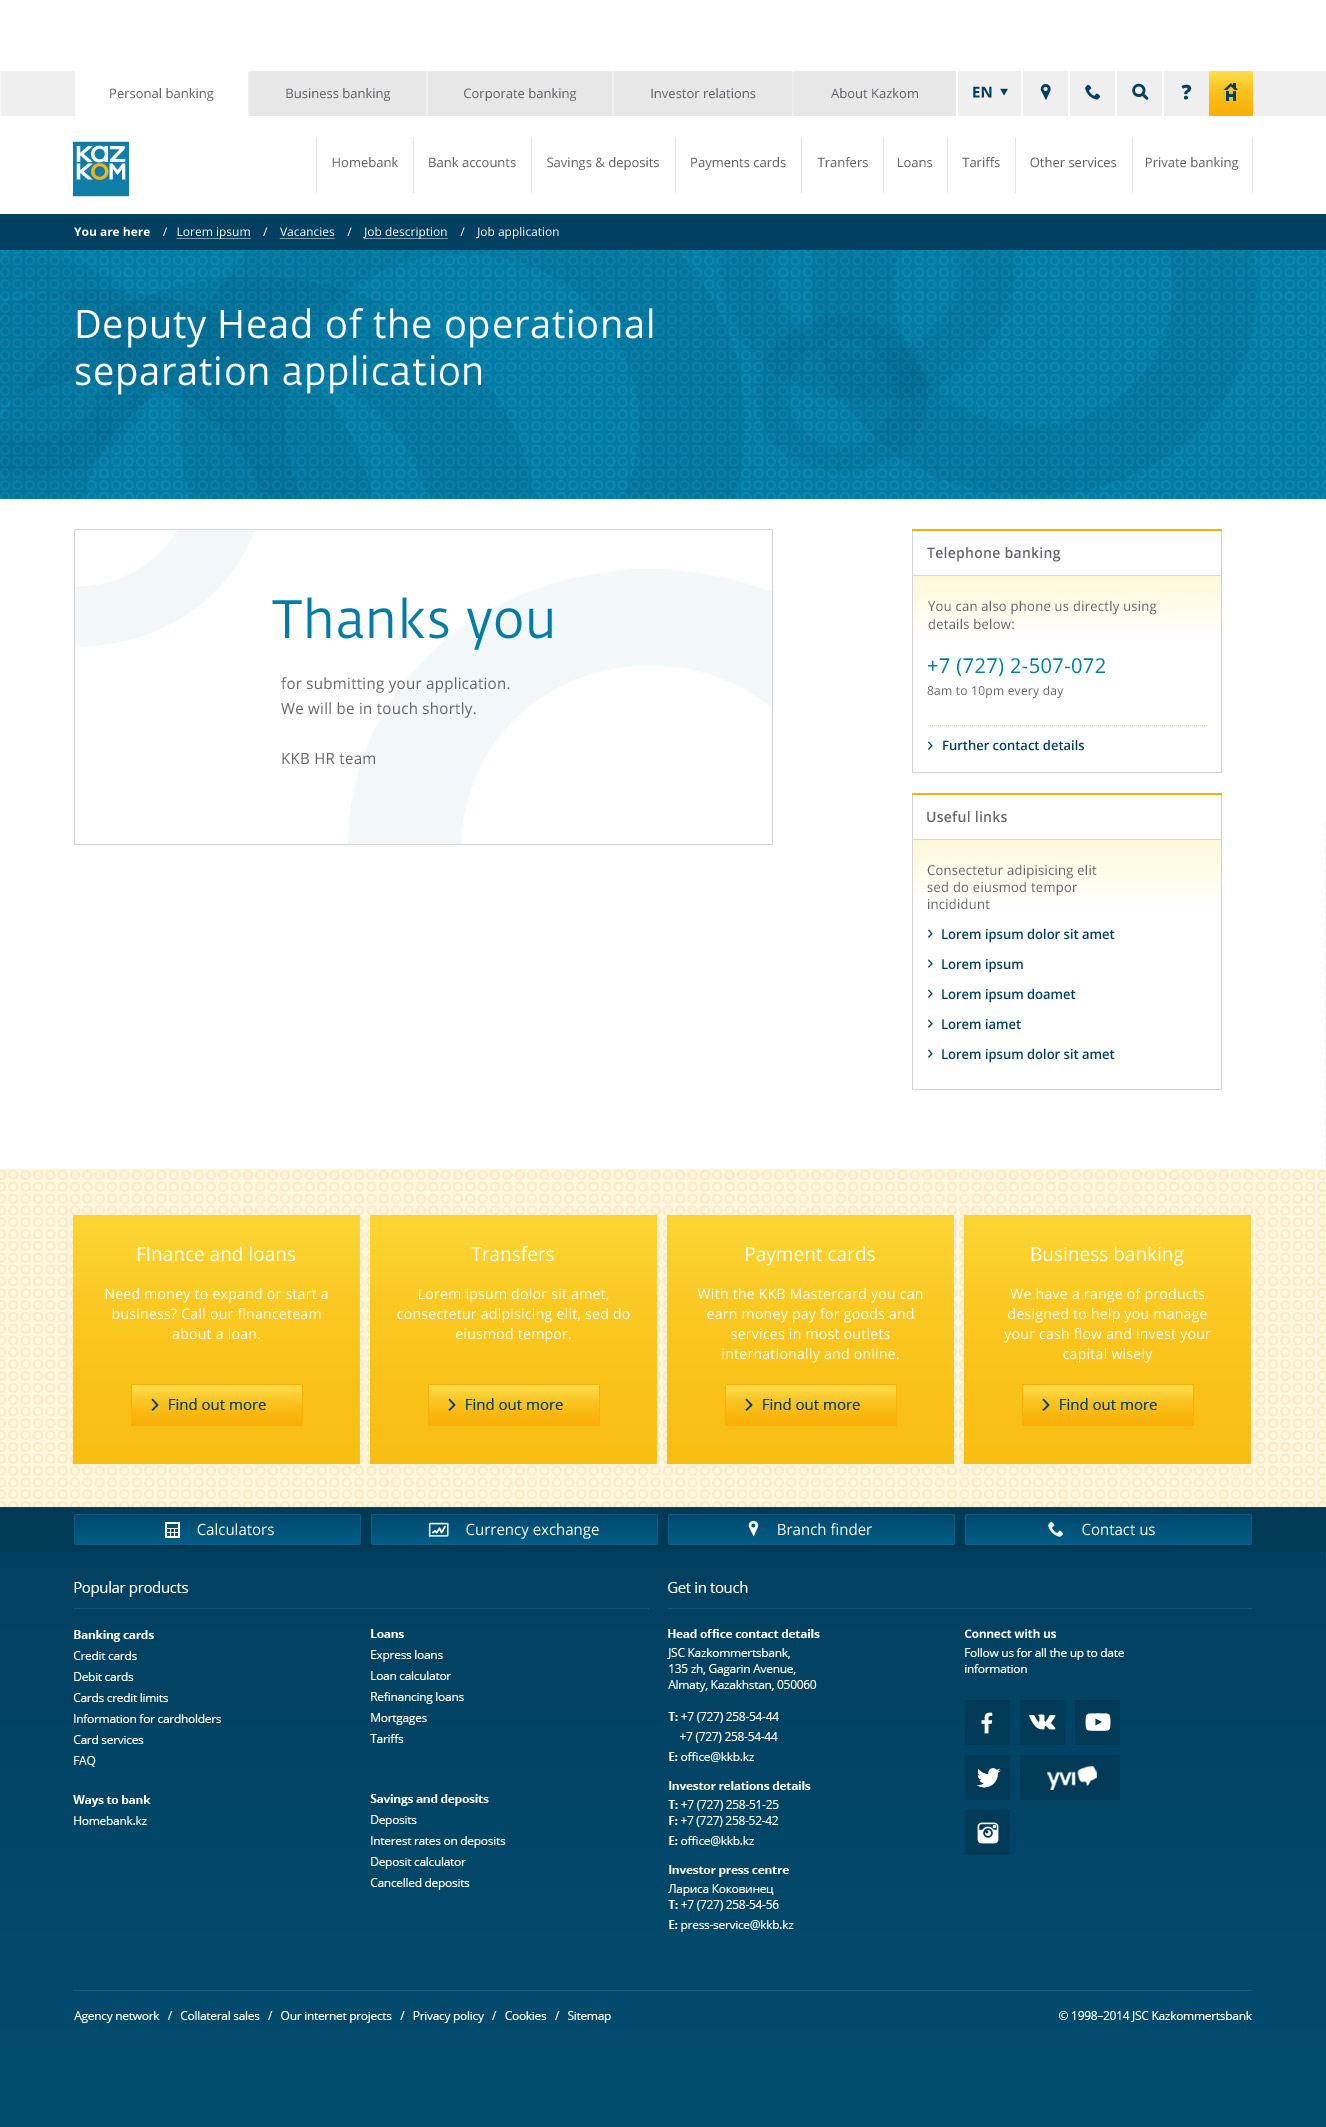 Personal banking
Business banking
Corporate banking
Investor relations
About Kazkom
EN
?
H
KAZ
KOM
Homebank
Bank accounts
Savings & deposits
Payments cards
Tranfers
Loans
Tariffs
Other services
Private banking
You are here / Lorem ipsum / Vacancies / Job description / Job application
Deputy Head of the operational
separation application
Thanks you
for submitting your application.
We will be in touch shortly.
KKB HR team
Telephone banking
You can also phone us directly using
details below:
+7 (727) 2-507-072
8am to 10pm every day
Further contact details
Useful links
Consectetur adipisicing elit
sed do eiusmod tempor
incididunt
Lorem ipsum dolor sit amet
Lorem ipsum
Lorem ipsum doamet
Lorem iamet
Lorem ipsum dolor sit amet
FInance and loans
Need money to expand or start a
business? Call our financeteam
about a loan.
Find out more
Transfers
Lorem ipsum dolor sit amet,
consectetur adipisicing elit, sed do
eiusmod tempor.
Find out more
Payment cards
With the KKB Mastercard you can
earn money pay for goods and
services in most outlets
internationally and online.
Find out more
Business banking
We have a range of products
designed to help you manage
your cash flow and invest your
capital wisely
Find out more
Calculators
Currency exchange
Branch finder
Contact us
Popular products
Banking cards
Credit cards
Debit cards
Cards credit limits
Information for cardholders
Card services
FAQ
Ways to bank
Homebank.kz
Loans
Express loans
Loan calculator
Refinancing loans
Mortgages
Tariffs
Savings and deposits
Deposits
Interest rates on deposits
Deposit calculator
Cancelled deposits
Get in touch
Head office contact details
JSC Kazkommertsbank,
135 zh, Gagarin Avenue,
Almaty, Kazakhstan, 050060
T: +7 (727) 258-54-44
+7 (727) 258-54-44
E: office@kkb.kz
Investor relations details
T: +7 (727) 258-51-25
F: +7 (727) 258-52-42
E: office@kkb.kz
Investor press centre
Лариса Коковинец
T: +7 (727) 258-54-56
E: press-service@kkb.kz
Connect with us
Follow us for all the up to date
information
yvi
Agency network / Collateral sales / Our internet projects / Privacy policy / Cookies / Sitemap
© 1998–2014 JSC Kazkommertsbank